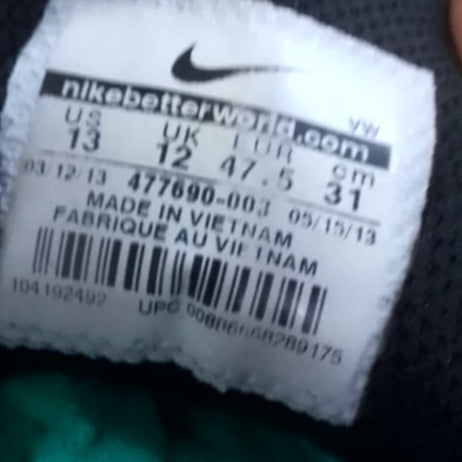 nikebetterworld.com
VW
US UK EUR cm
13 12 47.5 31
03/12/13 477690-003 05/15/13
MADE IN VIETNAM
FABRIQUE AU VIETNAM
104192492 UPC